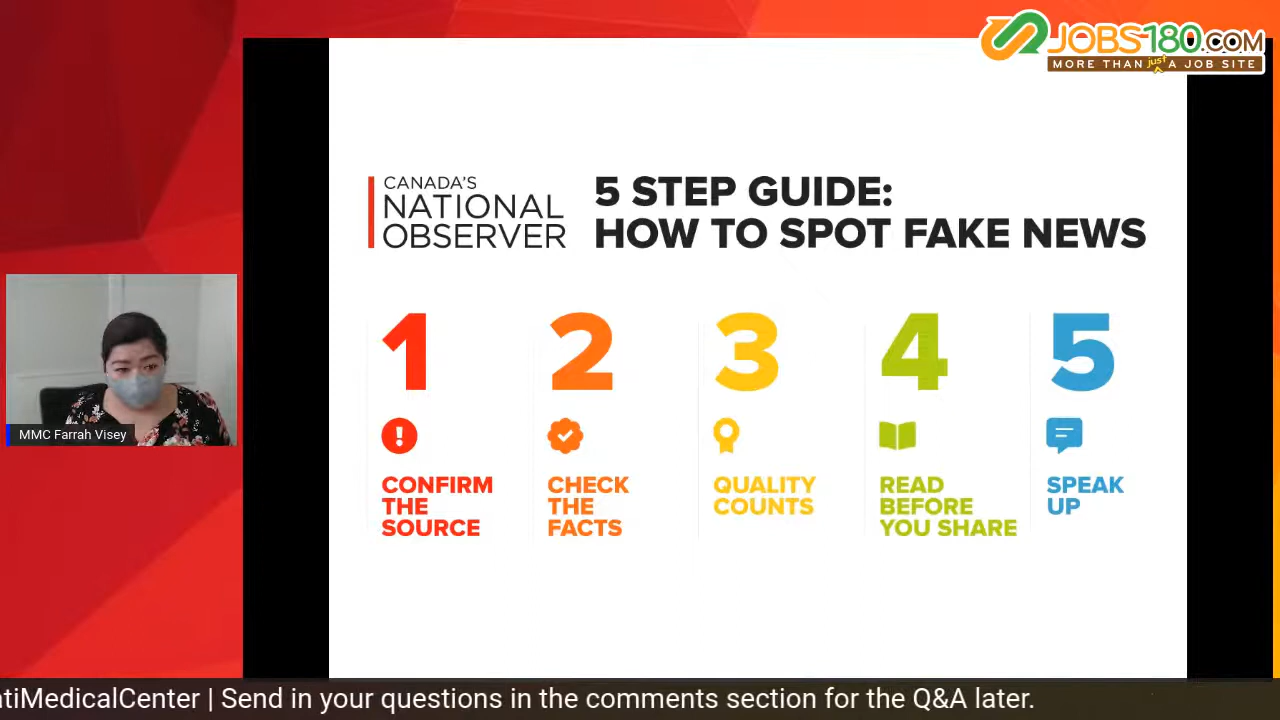 JOBS180.COM
MORE THAN just A JOB SITE
CANADA'S
NATIONAL
OBSERVER
5 STEP GUIDE:
HOW TO SPOT FAKE NEWS
1
2
3
4
5
CONFIRM
THE
SOURCE
CHECK
THE
FACTS
QUALITY
COUNTS
READ
BEFORE
YOU SHARE
SPEAK
UP
MMC Farrah Visey
atiMedicalCenter | Send in your questions in the comments section for the Q&A later.